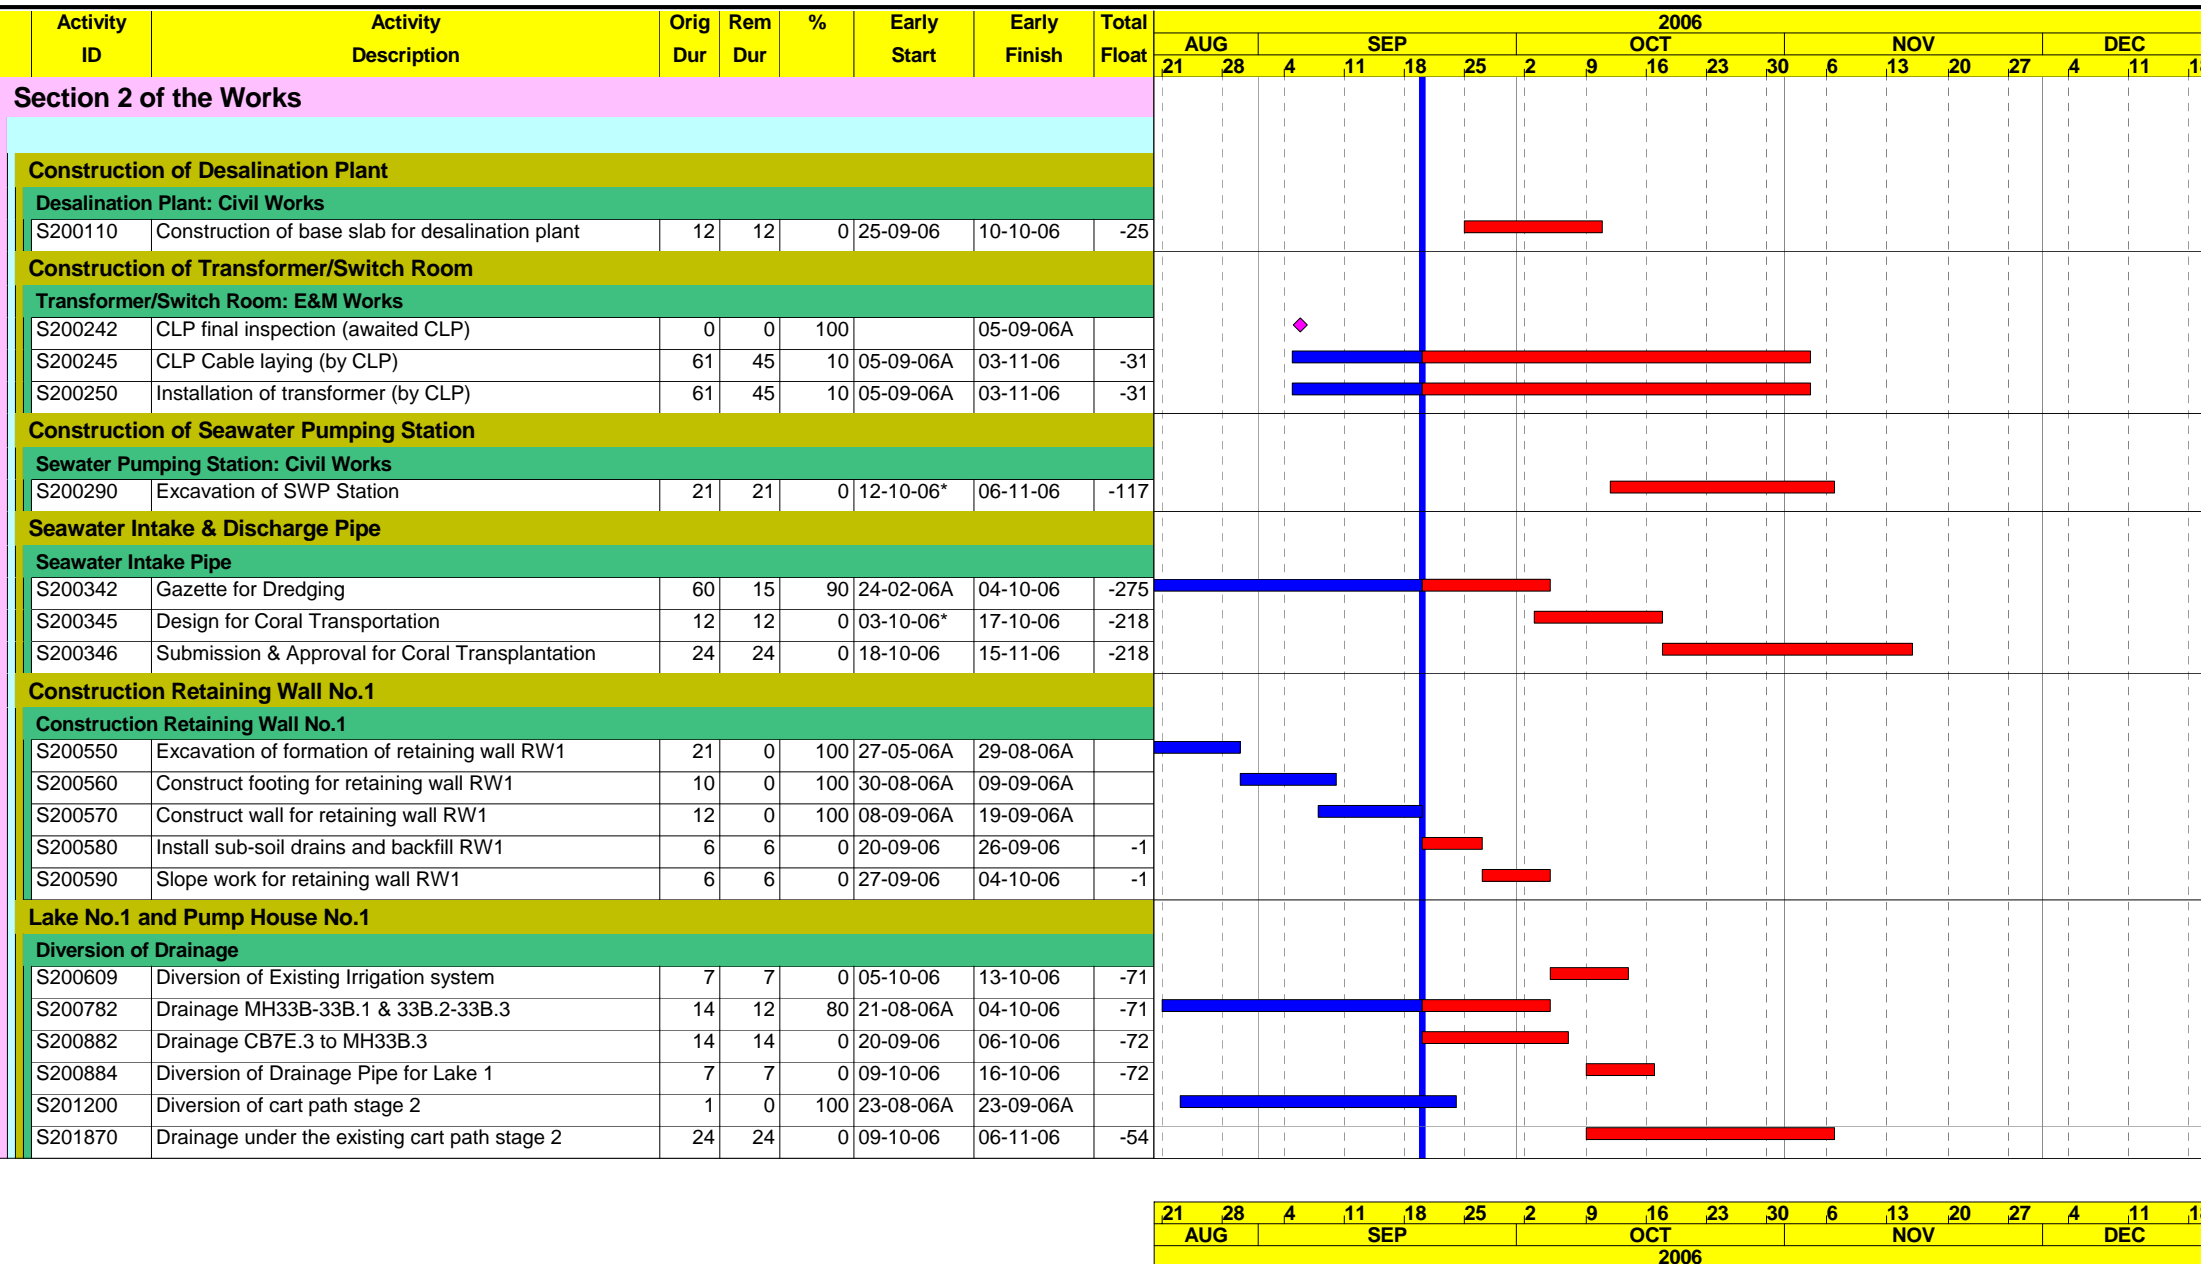 Activity Activity Orig Rem % Early Early Total 2006
ID Description Dur Dur Start Finish Float AUG SEP OCT NOV DEC
21 28 4 11 18 25 2 9 16 23 30 6 13 20 27 4 11
Section 2 of the Works
Construction of Desalination Plant
Desalination Plant: Civil Works
S200110 Construction of base slab for desalination plant 12 12 0 25-09-06 10-10-06 -25
Construction of Transformer/Switch Room
Transformer/Switch Room: E&M Works
S200242 CLP final inspection (awaited CLP) 0 0 100 05-09-06A
S200245 CLP Cable laying (by CLP) 61 45 10 05-09-06A 03-11-06 -31
S200250 Installation of transformer (by CLP) 61 45 10 05-09-06A 03-11-06 -31
Construction of Seawater Pumping Station
Sewater Pumping Station: Civil Works
S200290 Excavation of SWP Station 21 21 0 12-10-06* 06-11-06 -117
Seawater Intake & Discharge Pipe
Seawater Intake Pipe
S200342 Gazette for Dredging 60 15 90 24-02-06A 04-10-06 -275
S200345 Design for Coral Transportation 12 12 0 03-10-06* 17-10-06 -218
S200346 Submission & Approval for Coral Transplantation 24 24 0 18-10-06 15-11-06 -218
Construction Retaining Wall No.1
Construction Retaining Wall No.1
S200550 Excavation of formation of retaining wall RW1 21 0 100 27-05-06A 29-08-06A
S200560 Construct footing for retaining wall RW1 10 0 100 30-08-06A 09-09-06A
S200570 Construct wall for retaining wall RW1 12 0 100 08-09-06A 19-09-06A
S200580 Install sub-soil drains and backfill RW1 6 6 0 20-09-06 26-09-06 -1
S200590 Slope work for retaining wall RW1 6 6 0 27-09-06 04-10-06 -1
Lake No.1 and Pump House No.1
Diversion of Drainage
S200609 Diversion of Existing Irrigation system 7 7 0 05-10-06 13-10-06 -71
S200782 Drainage MH33B-33B.1 & 33B.2-33B.3 14 12 80 21-08-06A 04-10-06 -71
S200882 Drainage CB7E.3 to MH33B.3 14 14 0 20-09-06 06-10-06 -72
S200884 Diversion of Drainage Pipe for Lake 1 7 7 0 09-10-06 16-10-06 -72
S201200 Diversion of cart path stage 2 1 0 100 23-08-06A 23-09-06A
S201870 Drainage under the existing cart path stage 2 24 24 0 09-10-06 06-11-06 -54
21 28 4 11 18 25 2 9 16 23 30 6 13 20 27 4 11
AUG SEP OCT NOV DEC
2006